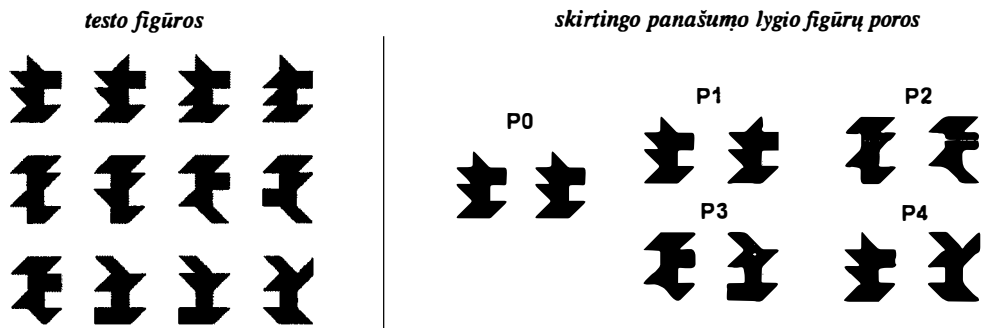 testo figūros
skirtingo panašumo lygio figūrų poros
P0
P1
P2
P3
P4